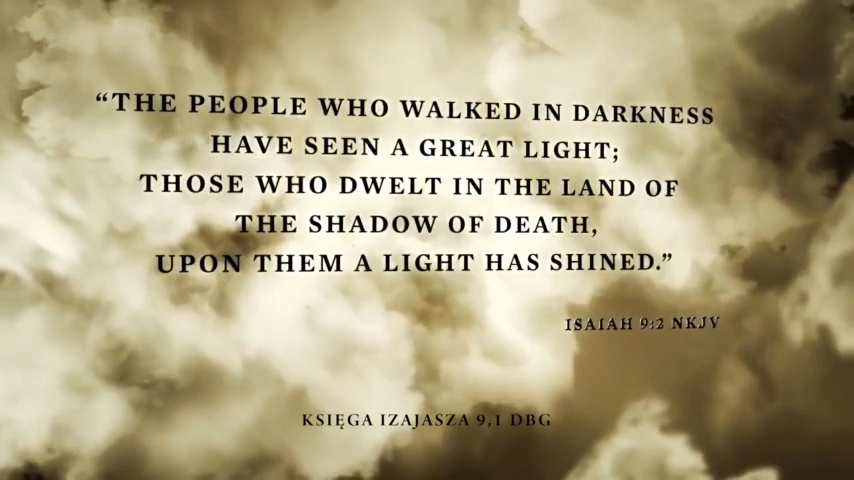 “THE PEOPLE WHO WALKED IN DARKNESS
HAVE SEEN A GREAT LIGHT;
THOSE WHO DWELT IN THE LAND OF
THE SHADOW OF DEATH,
UPON THEM A LIGHT HAS SHINED.”
ISAIAH 9:2 NKJV
KSIĘGA IZAJASZA 9,1 DBG